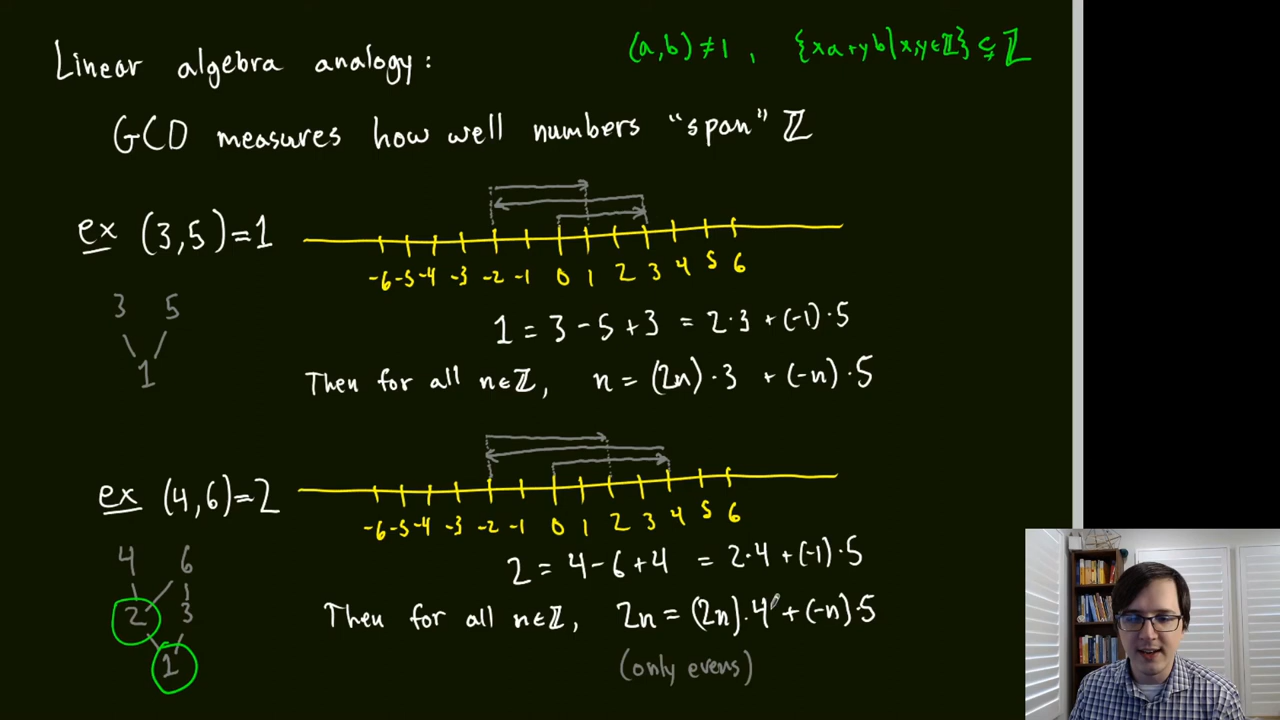 Linear algebra analogy:
(a,b)≠1, {xa+yb|x,y∈ℤ} ⊊ ℤ
GCD measures how well numbers "span" ℤ
ex (3,5)=1
-6 -5 -4 -3 -2 -1 0 1 2 3 4 5 6
3 5
1
1 = 3 - 5 + 3 = 2·3 + (-1)·5
Then for all n∈ℤ, n = (2n)·3 + (-n)·5
ex (4,6)=2
-6 -5 -4 -3 -2 -1 0 1 2 3 4 5 6
4 6
2 3
1
2 = 4 - 6 + 4 = 2·4 + (-1)·5
Then for all n∈ℤ, 2n = (2n)·4 + (-n)·5
(only evens)